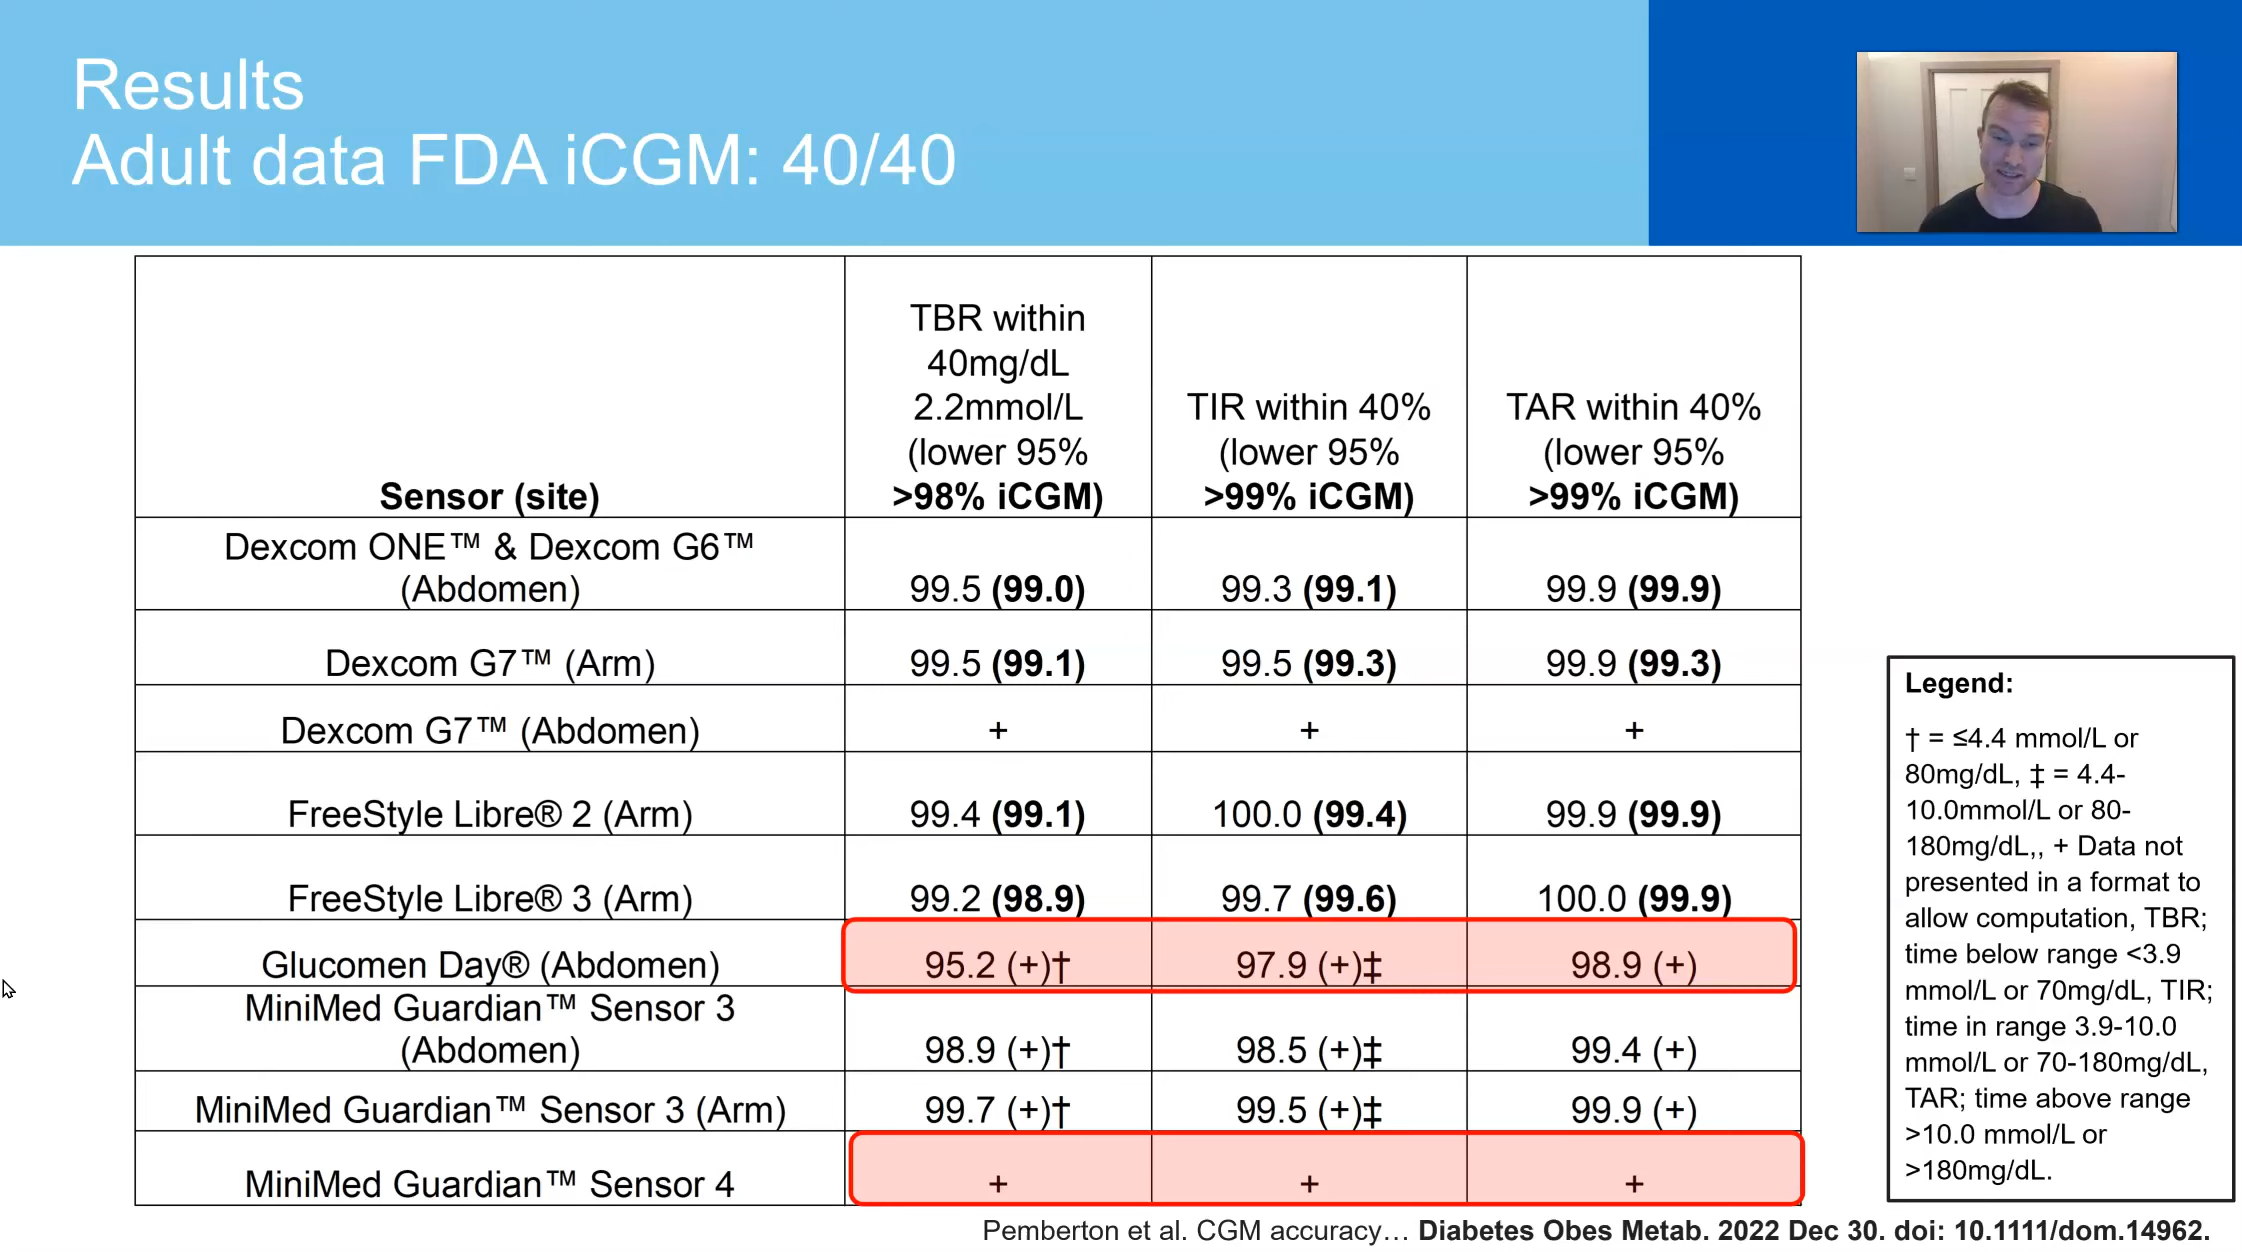 Results
Adult data FDA iCGM: 40/40
TBR within
40mg/dL
2.2mmol/L
(lower 95%
>98% iCGM)
TIR within 40%
(lower 95%
>99% iCGM)
TAR within 40%
(lower 95%
>99% iCGM)
Sensor (site)
Dexcom ONE™ & Dexcom G6™
(Abdomen)
99.5 (99.0)
99.3 (99.1)
99.9 (99.9)
Dexcom G7™ (Arm)
99.5 (99.1)
99.5 (99.3)
99.9 (99.3)
Dexcom G7™ (Abdomen)
+
+
+
FreeStyle Libre® 2 (Arm)
99.4 (99.1)
100.0 (99.4)
99.9 (99.9)
FreeStyle Libre® 3 (Arm)
99.2 (98.9)
99.7 (99.6)
100.0 (99.9)
Glucomen Day® (Abdomen)
95.2 (+)†
97.9 (+)‡
98.9 (+)
MiniMed Guardian™ Sensor 3
(Abdomen)
98.9 (+)†
98.5 (+)‡
99.4 (+)
MiniMed Guardian™ Sensor 3 (Arm)
99.7 (+)†
99.5 (+)‡
99.9 (+)
MiniMed Guardian™ Sensor 4
+
+
+
Legend:
† = ≤4.4 mmol/L or
80mg/dL, ‡ = 4.4-
10.0mmol/L or 80-
180mg/dL,, + Data not
presented in a format to
allow computation, TBR;
time below range <3.9
mmol/L or 70mg/dL, TIR;
time in range 3.9-10.0
mmol/L or 70-180mg/dL,
TAR; time above range
>10.0 mmol/L or
>180mg/dL.
Pemberton et al. CGM accuracy… Diabetes Obes Metab. 2022 Dec 30. doi: 10.1111/dom.14962.